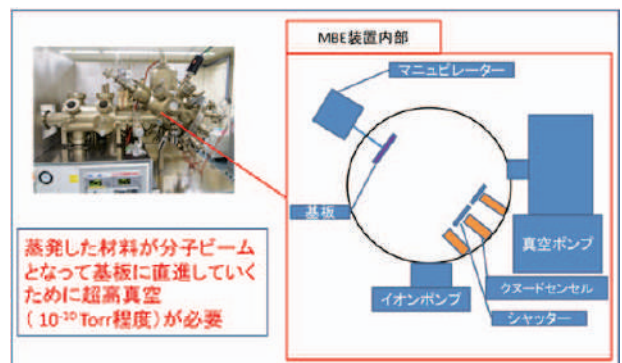 MBE装置内部
マニュピレーター
基板
真空ポンプ
クヌードセンセル
イオンポンプ
シャッター
蒸発した材料が分子ビーム
となって基板に直進していく
ために超高真空
( 10⁻¹⁰ Torr程度)が必要